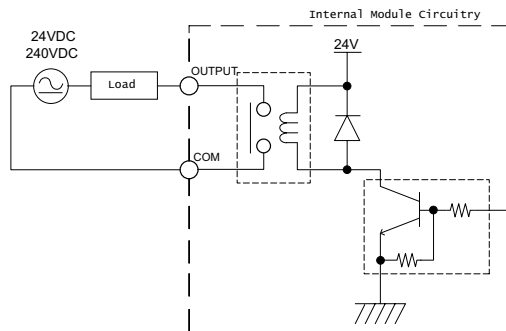 Internal Module Circuitry
24VDC
240VDC
24V
OUTPUT
Load
COM